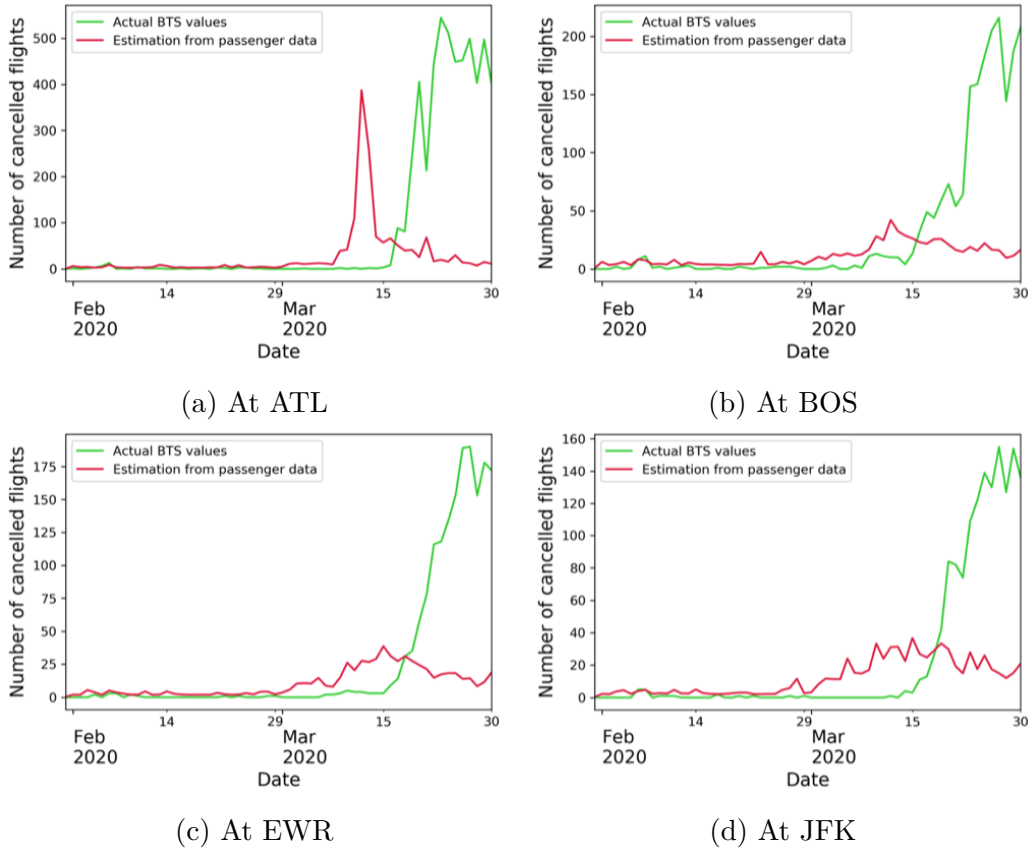 Number of cancelled flights
500
400
300
200
100
0
Actual BTS values
Estimation from passenger data
Feb
2020
14
29
Mar
2020
15
30
Date
(a) At ATL
Number of cancelled flights
200
150
100
50
0
Actual BTS values
Estimation from passenger data
Feb
2020
14
29
Mar
2020
15
30
Date
(b) At BOS
Number of cancelled flights
175
150
125
100
75
50
25
0
Actual BTS values
Estimation from passenger data
Feb
2020
14
29
Mar
2020
15
30
Date
(c) At EWR
Number of cancelled flights
160
140
120
100
80
60
40
20
0
Actual BTS values
Estimation from passenger data
Feb
2020
14
29
Mar
2020
15
30
Date
(d) At JFK